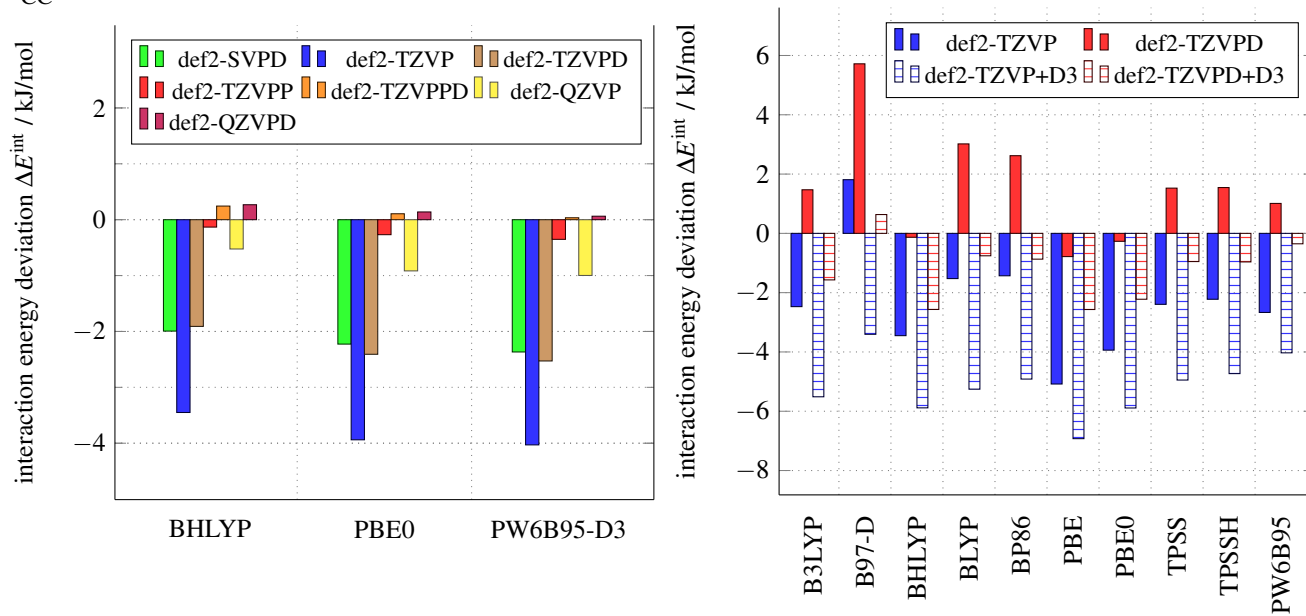 CC
interaction energy deviation ΔE^int / kJ/mol
def2-SVPD def2-TZVP def2-TZVPD
def2-TZVPP def2-TZVPPD def2-QZVP
def2-QZVPD
2
0
−2
−4
BHLYP PBE0 PW6B95-D3
interaction energy deviation ΔE^int / kJ/mol
def2-TZVP def2-TZVPD
def2-TZVP+D3 def2-TZVPD+D3
6
4
2
0
−2
−4
−6
−8
B3LYP B97-D BHLYP BLYP BP86 PBE PBE0 TPSS TPSSH PW6B95